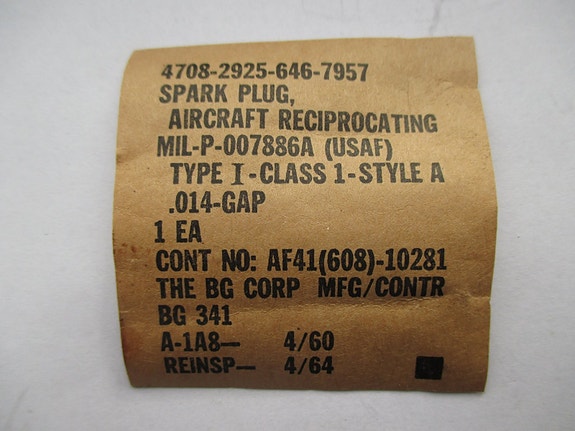 4708-2925-646-7957
SPARK PLUG,
AIRCRAFT RECIPROCATING
MIL-P-007886A (USAF)
TYPE I-CLASS 1-STYLE A
.014-GAP
1 EA
CONT NO: AF41(608)-10281
THE BG CORP MFG/CONTR
BG 341
A-1A8— 4/60
REINSP— 4/64